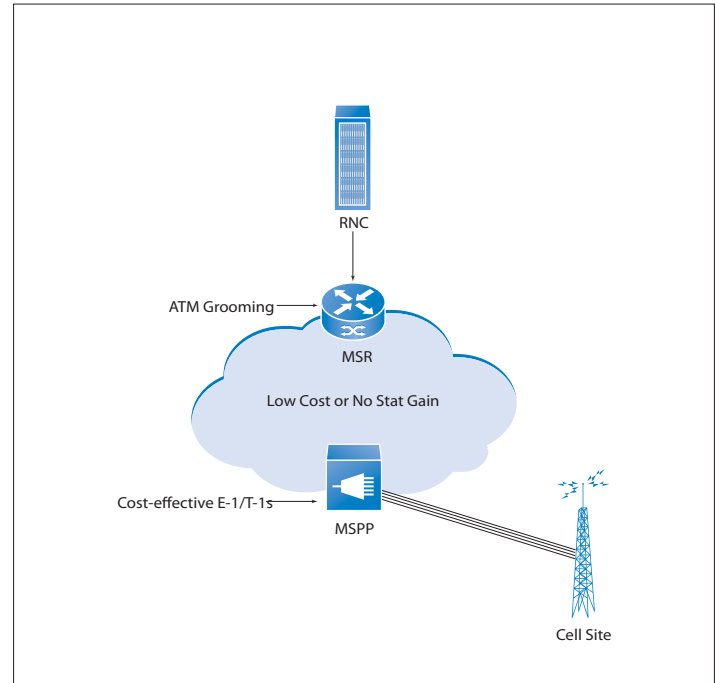 RNC
ATM Grooming
MSR
Low Cost or No Stat Gain
Cost-effective E-1/T-1s
MSPP
Cell Site